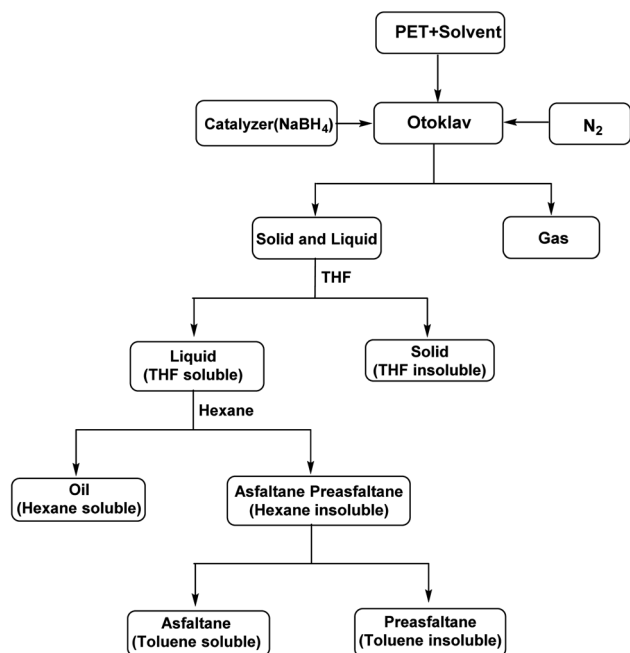 PET+Solvent
Catalyzer(NaBH4)
Otoklav
N2
Solid and Liquid
Gas
THF
Liquid
(THF soluble)
Solid
(THF insoluble)
Hexane
Oil
(Hexane soluble)
Asfaltane Preasfaltane
(Hexane insoluble)
Asfaltane
(Toluene soluble)
Preasfaltane
(Toluene insoluble)